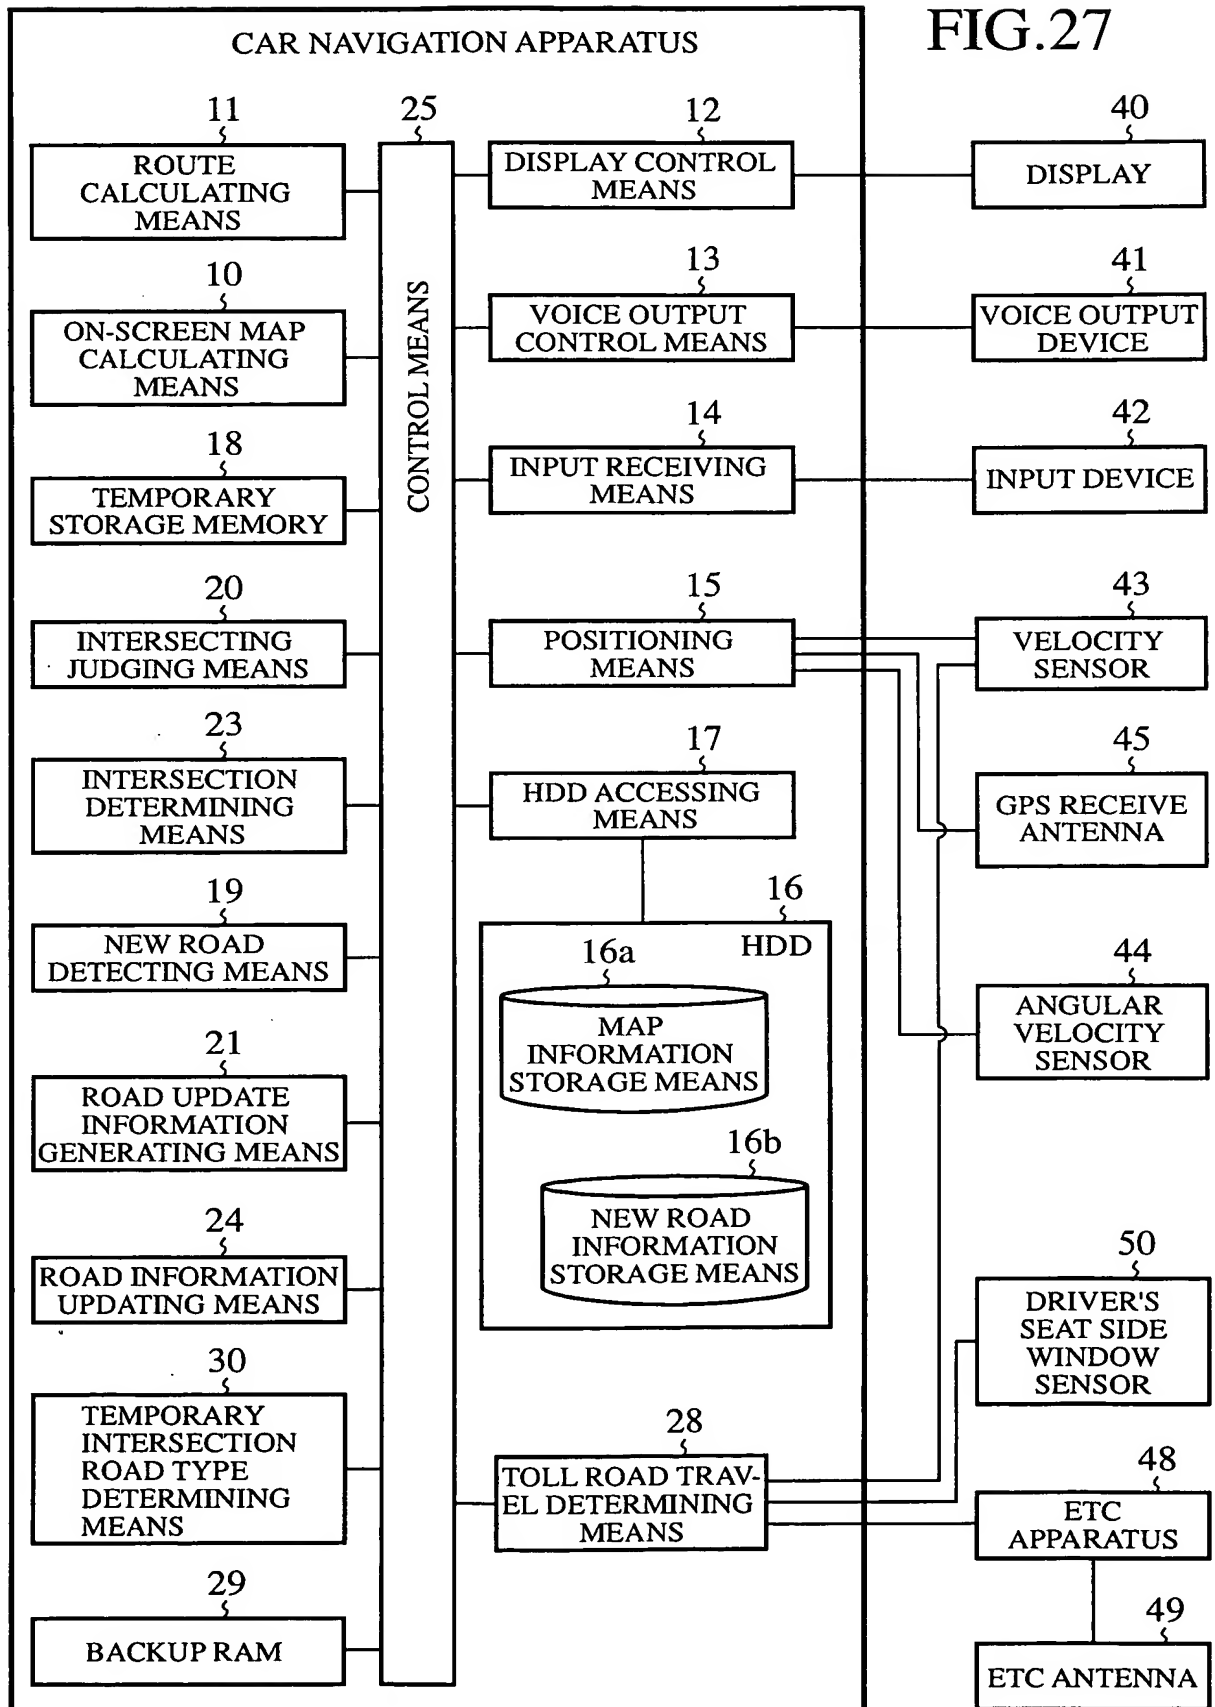 FIG.27
CAR NAVIGATION APPARATUS
11
ROUTE
CALCULATING
MEANS
10
ON-SCREEN MAP
CALCULATING
MEANS
18
TEMPORARY
STORAGE MEMORY
20
INTERSECTING
JUDGING MEANS
23
INTERSECTION
DETERMINING
MEANS
19
NEW ROAD
DETECTING MEANS
21
ROAD UPDATE
INFORMATION
GENERATING MEANS
24
ROAD INFORMATION
UPDATING MEANS
30
TEMPORARY
INTERSECTION
ROAD TYPE
DETERMINING
MEANS
29
BACKUP RAM
25
CONTROL MEANS
12
DISPLAY CONTROL
MEANS
13
VOICE OUTPUT
CONTROL MEANS
14
INPUT RECEIVING
MEANS
15
POSITIONING
MEANS
17
HDD ACCESSING
MEANS
16
HDD
16a
MAP
INFORMATION
STORAGE MEANS
16b
NEW ROAD
INFORMATION
STORAGE MEANS
28
TOLL ROAD TRAV-
EL DETERMINING
MEANS
40
DISPLAY
41
VOICE OUTPUT
DEVICE
42
INPUT DEVICE
43
VELOCITY
SENSOR
45
GPS RECEIVE
ANTENNA
44
ANGULAR
VELOCITY
SENSOR
50
DRIVER'S
SEAT SIDE
WINDOW
SENSOR
48
ETC
APPARATUS
49
ETC ANTENNA